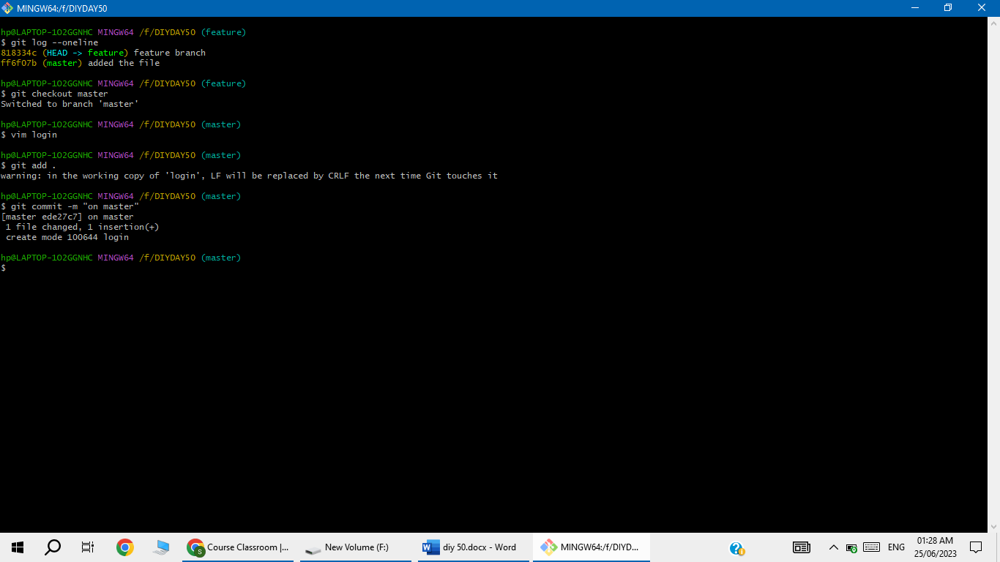 MINGW64:/f/DIYDAY50
hp@LAPTOP-1O2GGNHC MINGW64 /f/DIYDAY50 (feature)
$ git log --oneline
818334c (HEAD -> feature) feature branch
ff6f07b (master) added the file
hp@LAPTOP-1O2GGNHC MINGW64 /f/DIYDAY50 (feature)
$ git checkout master
Switched to branch 'master'
hp@LAPTOP-1O2GGNHC MINGW64 /f/DIYDAY50 (master)
$ vim login
hp@LAPTOP-1O2GGNHC MINGW64 /f/DIYDAY50 (master)
$ git add .
warning: in the working copy of 'login', LF will be replaced by CRLF the next time Git touches it
hp@LAPTOP-1O2GGNHC MINGW64 /f/DIYDAY50 (master)
$ git commit -m "on master"
[master ede27c7] on master
 1 file changed, 1 insertion(+)
 create mode 100644 login
hp@LAPTOP-1O2GGNHC MINGW64 /f/DIYDAY50 (master)
$
S Course Classroom |... New Volume (F:) diy 50.docx - Word MINGW64:/f/DIYD... ENG 01:28 AM
25/06/2023